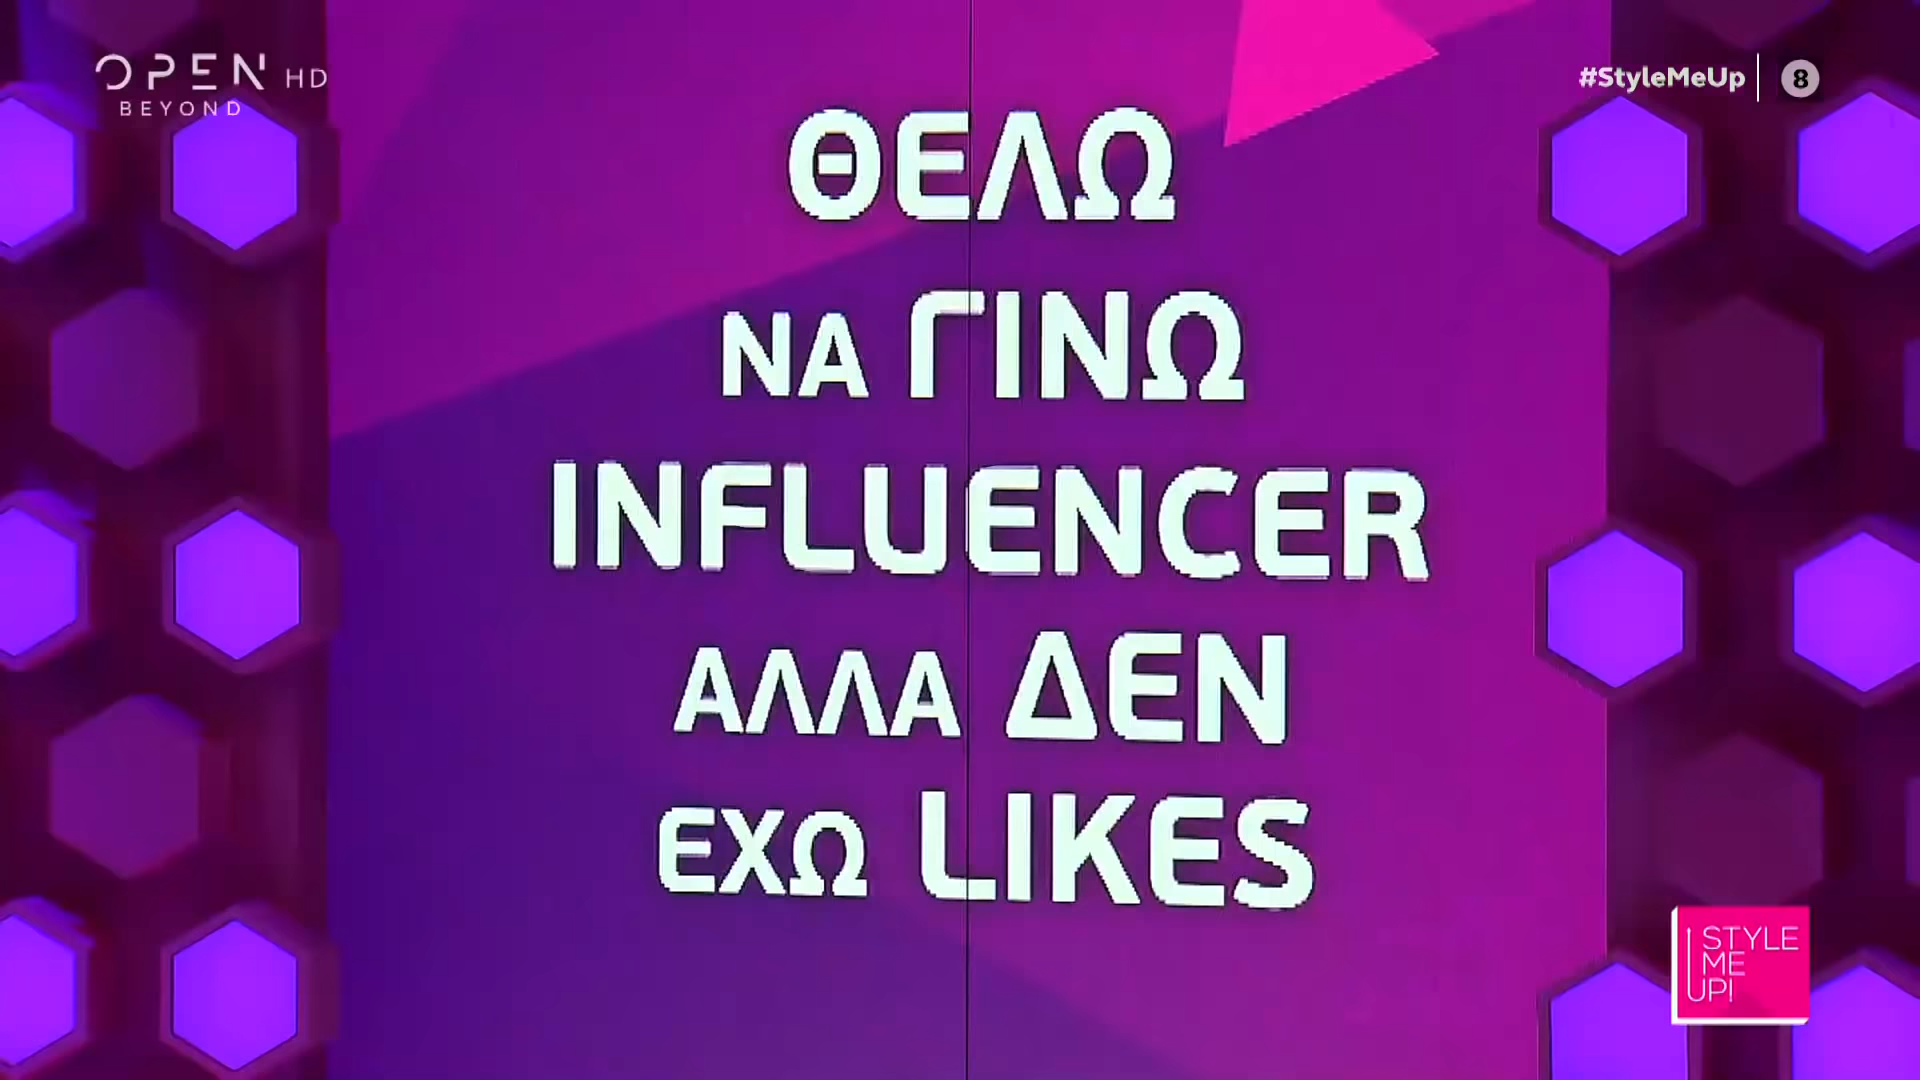 OPEN HD
BEYOND
#StyleMeUp
8
ΘΕΛΩ
ΝΑ ΓΙΝΩ
INFLUENCER
ΑΛΛΑ ΔΕΝ
ΕΧΩ LIKES
STYLE
ME
UP!